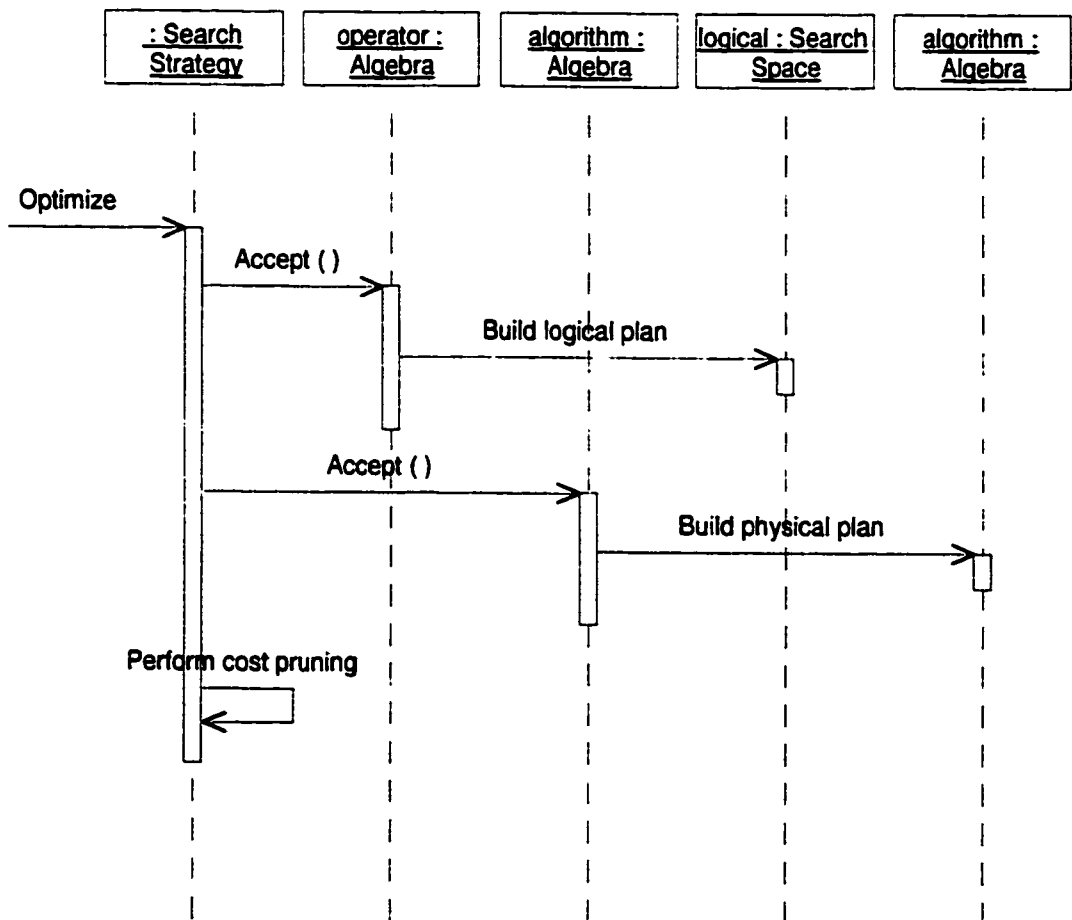 : Search
Strategy
operator :
Algebra
algorithm :
Algebra
logical : Search
Space
algorithm :
Algebra
Optimize
Accept ( )
Build logical plan
Accept ( )
Build physical plan
Perform cost pruning